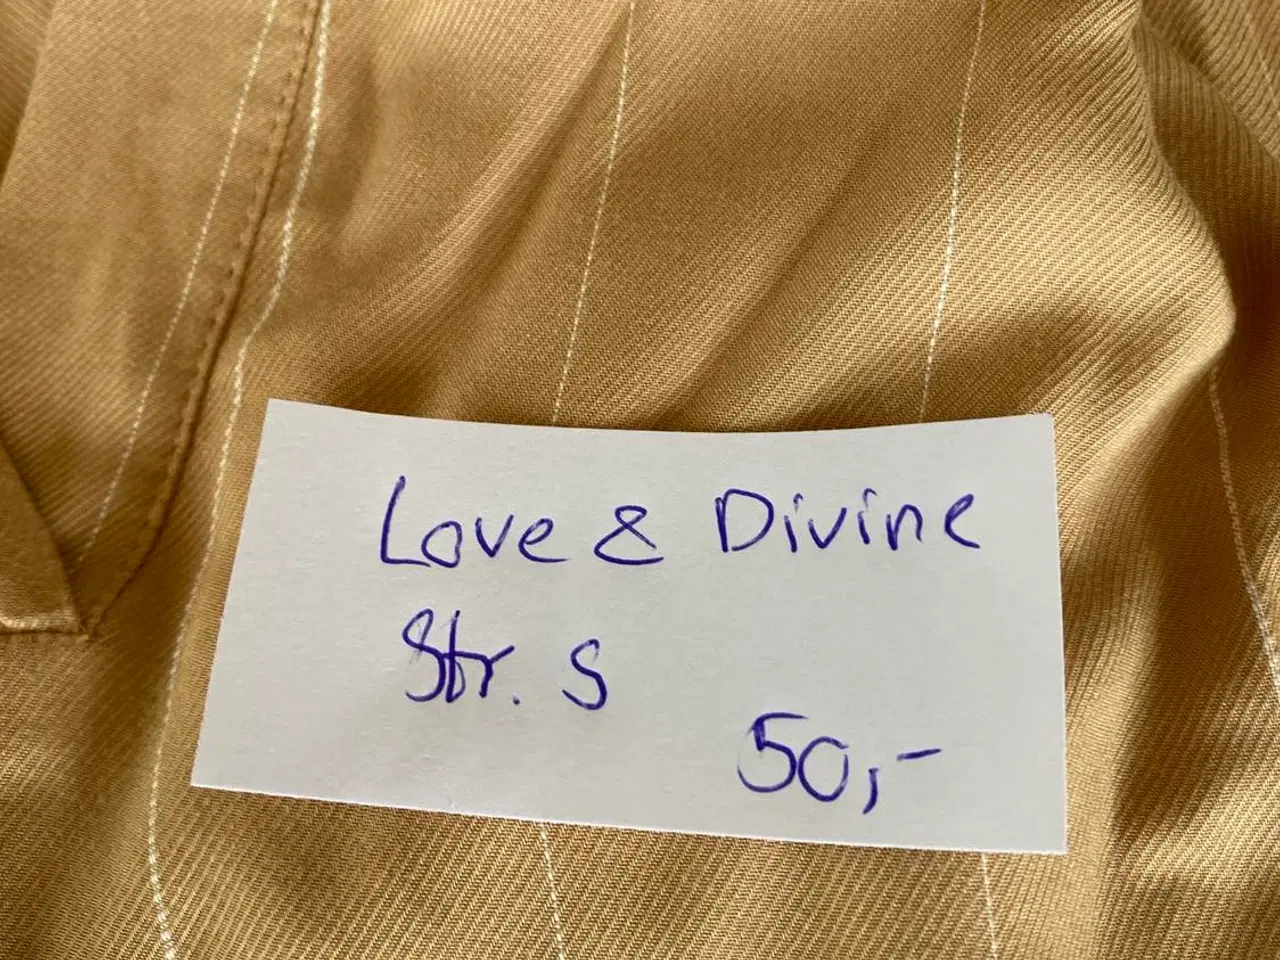 Love & Divine
Str. S
50,-